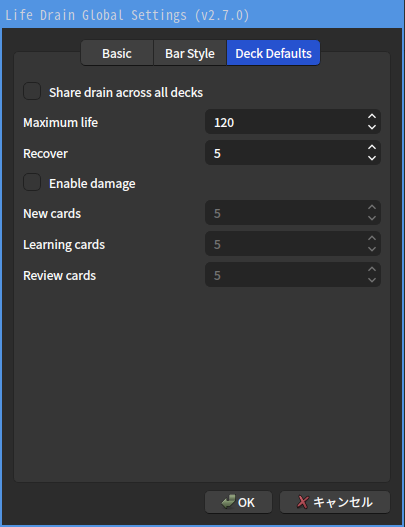 Life Drain Global Settings (v2.7.0)
Basic Bar Style Deck Defaults
Share drain across all decks
Maximum life 120
Recover 5
Enable damage
New cards 5
Learning cards 5
Review cards 5
OK キャンセル